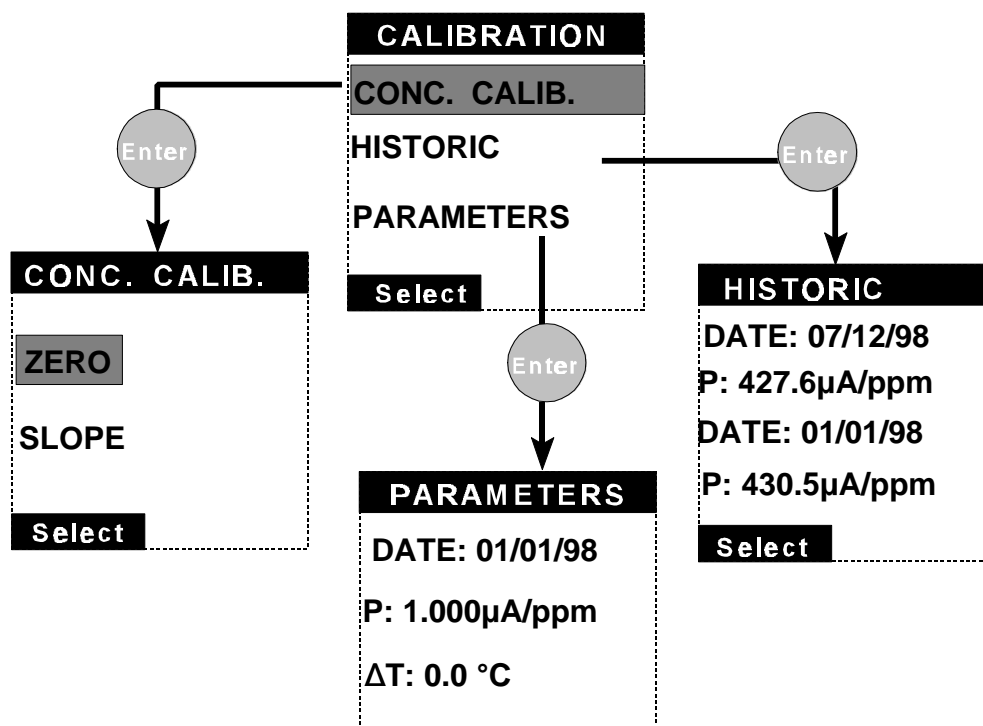 CALIBRATION
CONC. CALIB.
HISTORIC
PARAMETERS
Select
Enter
Enter
Enter
CONC. CALIB.
ZERO
SLOPE
Select
PARAMETERS
DATE: 01/01/98
P: 1.000µA/ppm
ΔT: 0.0 °C
HISTORIC
DATE: 07/12/98
P: 427.6µA/ppm
DATE: 01/01/98
P: 430.5µA/ppm
Select